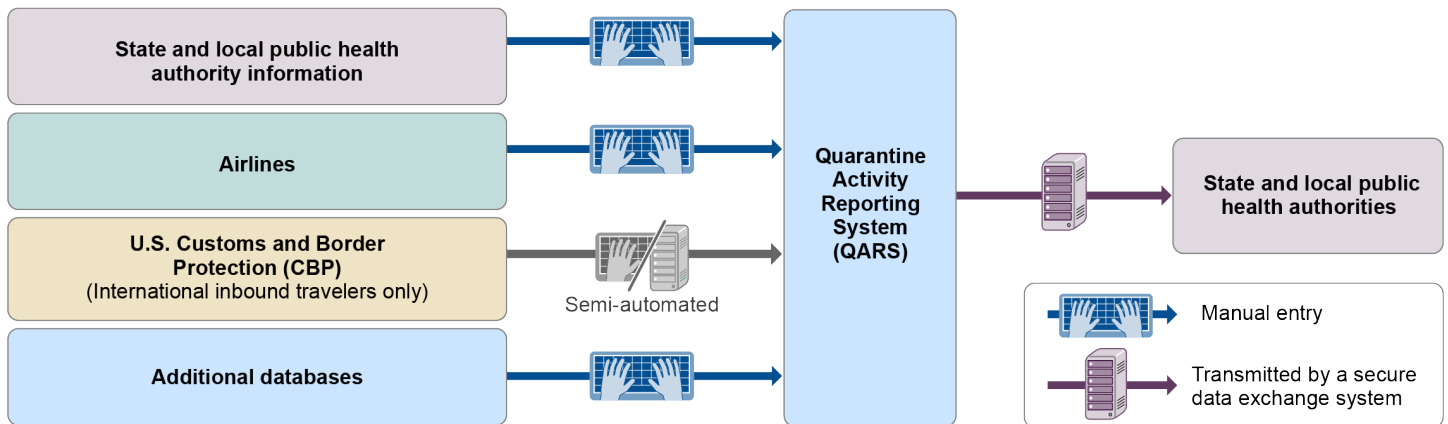 State and local public health
authority information
Airlines
U.S. Customs and Border
Protection (CBP)
(International inbound travelers only)
Semi-automated
Additional databases
Quarantine
Activity
Reporting
System
(QARS)
State and local public
health authorities
Manual entry
Transmitted by a secure
data exchange system